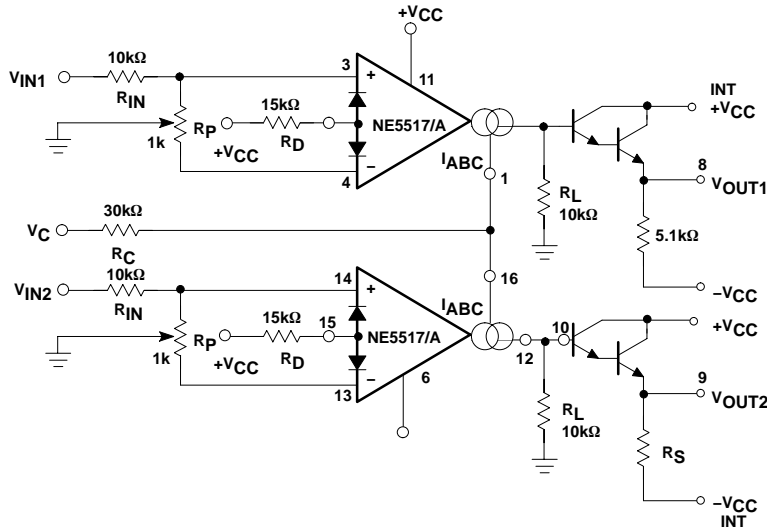 +VCC
VIN1
10kΩ
RIN
3
+
11
INT
+VCC
RP
1k
+VCC
15kΩ
RD
NE5517/A
–
4
IABC
1
RL
10kΩ
8
VOUT1
5.1kΩ
–VCC
VC
30kΩ
RC
16
VIN2
10kΩ
RIN
14
+
IABC
+VCC
RP
1k
+VCC
15kΩ
15
RD
NE5517/A
–
13
6
12
10
RL
10kΩ
9
VOUT2
RS
–VCC
INT